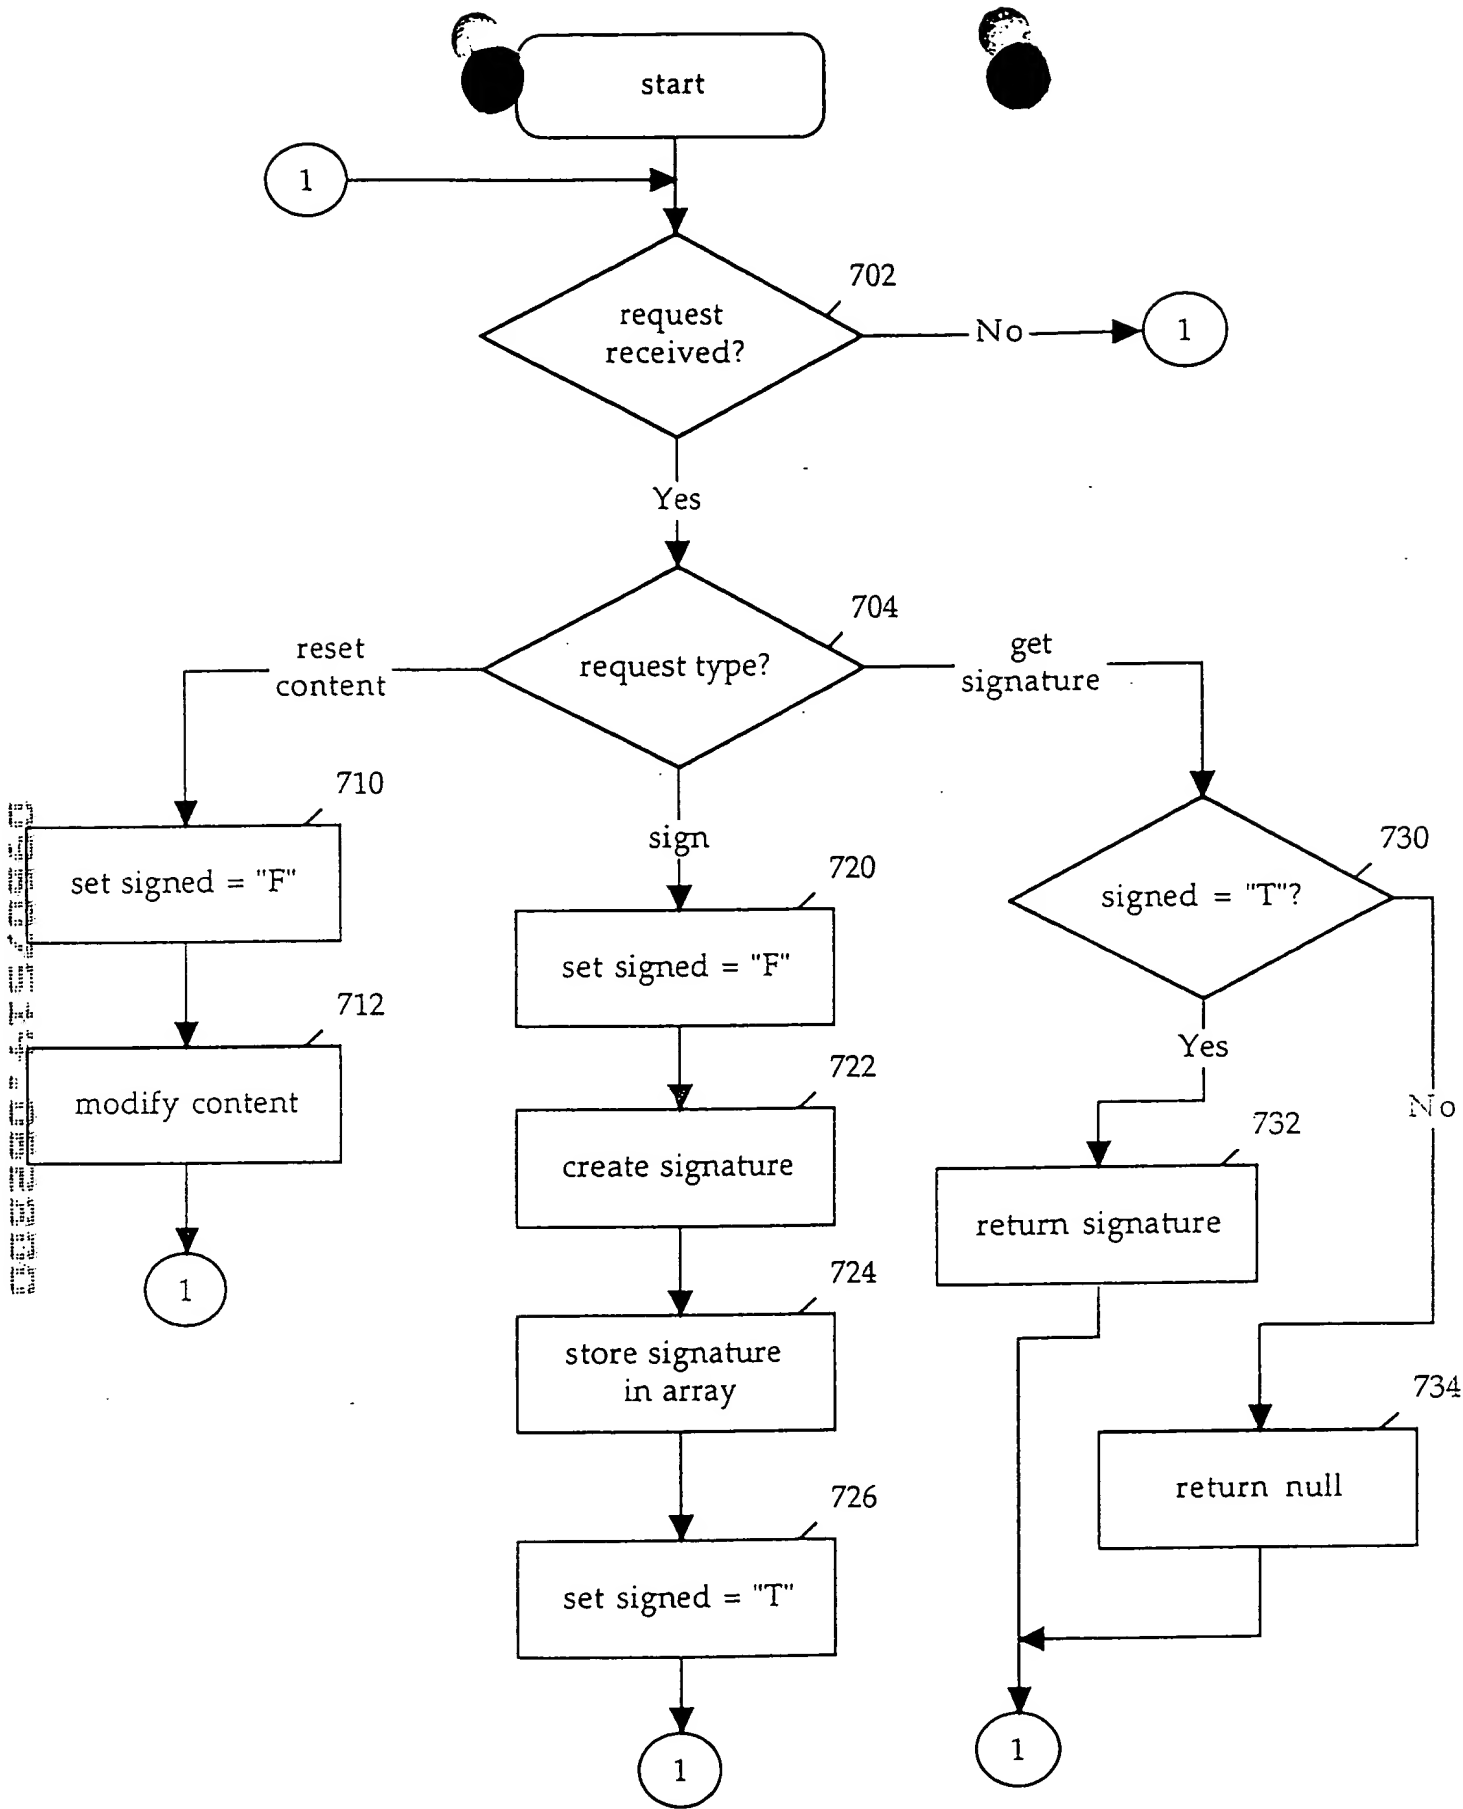 start
1
702
request
received?
No
1
Yes
704
request type?
reset
content
get
signature
sign
710
set signed = "F"
712
modify content
1
720
set signed = "F"
722
create signature
724
store signature
in array
726
set signed = "T"
1
730
signed = "T"?
Yes
No
732
return signature
734
return null
1